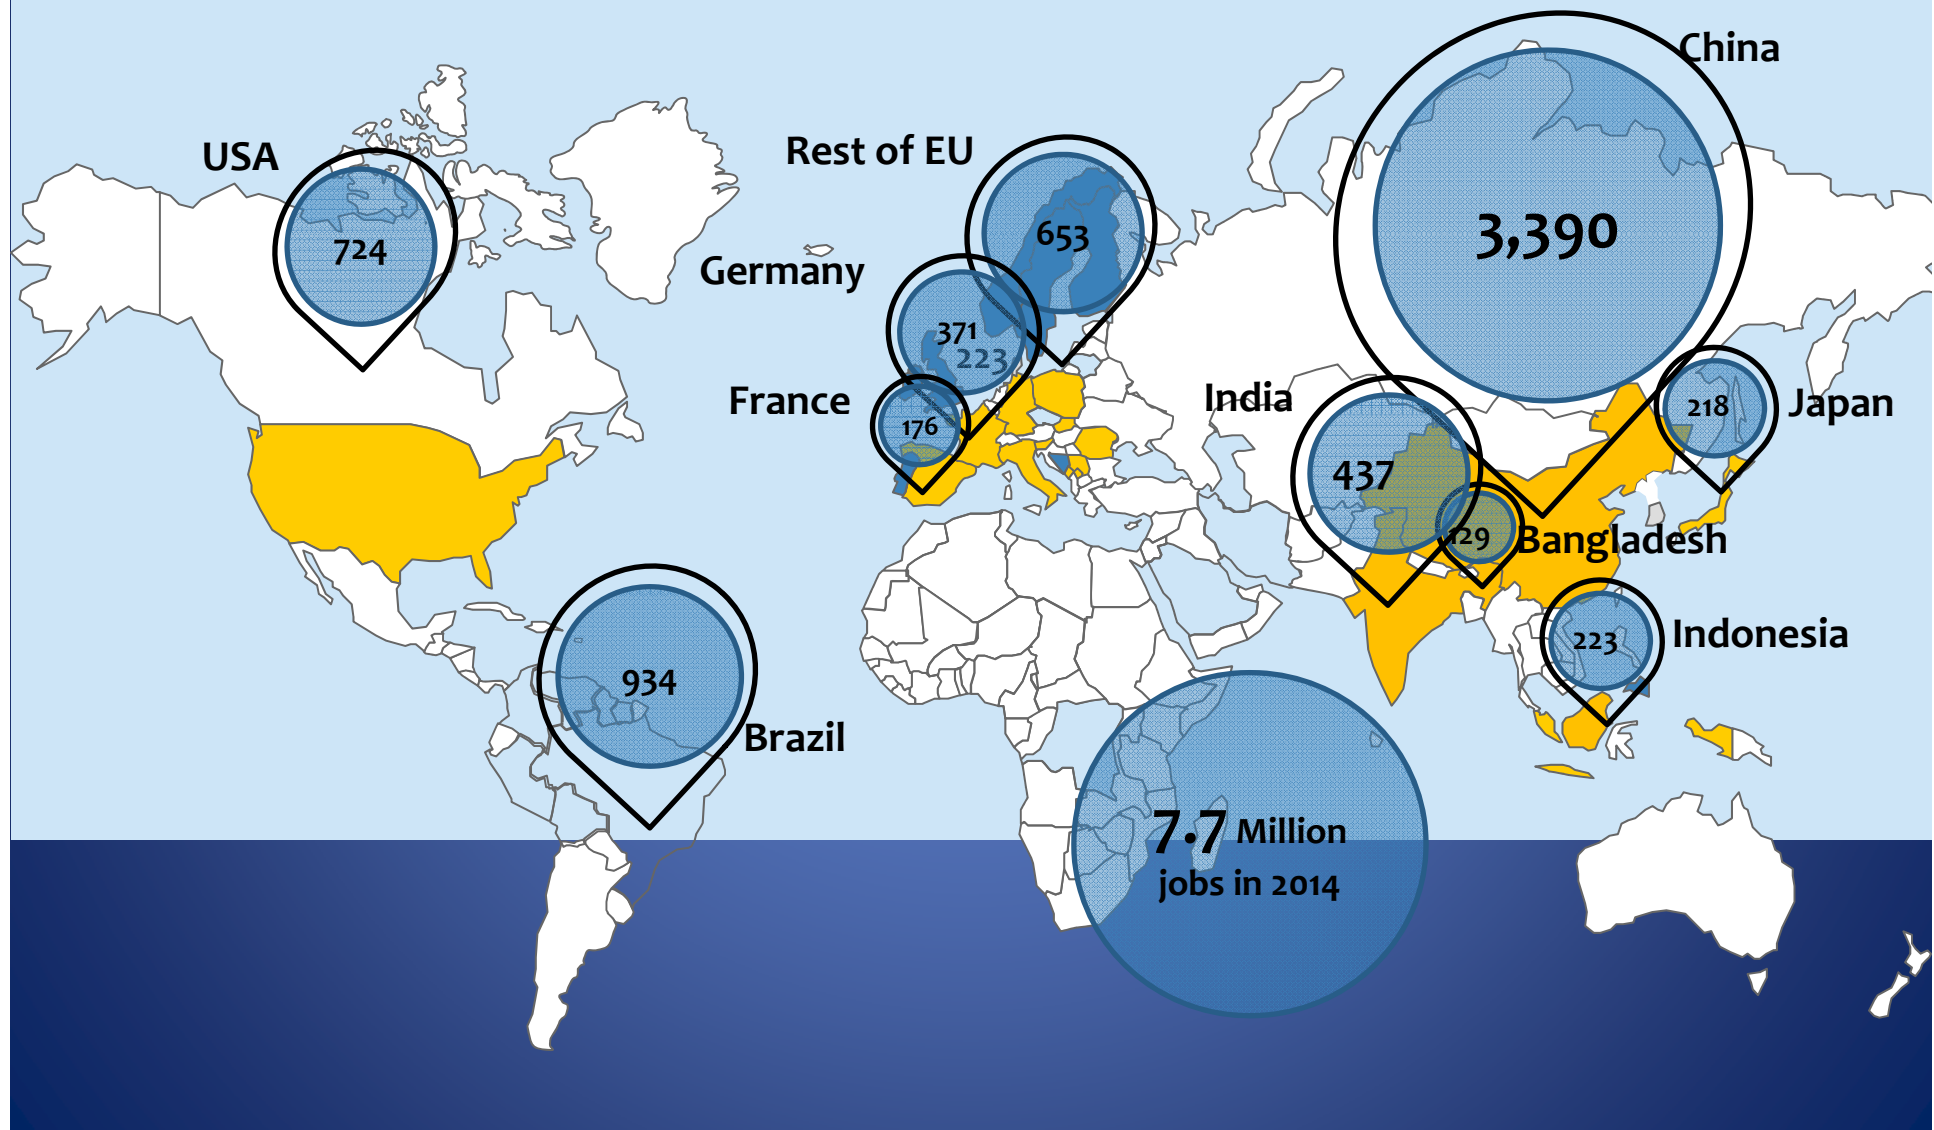 China
USA
Rest of EU
3,390
653
724
Germany
371
223
India
France
Japan
218
176
437
129
Bangladesh
223
Indonesia
934
Brazil
7.7 Million
jobs in 2014